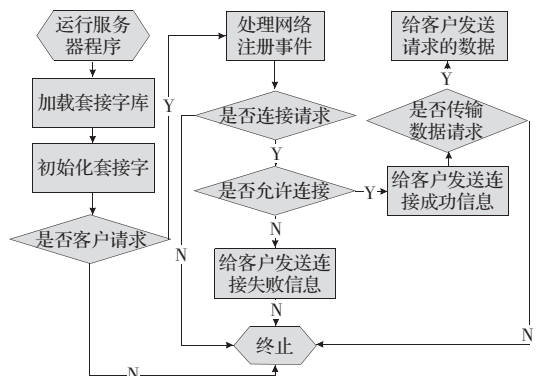 运行服务
器程序
加载套接字库
初始化套接字
是否客户请求
Y
N
处理网络
注册事件
是否连接请求
Y
N
是否允许连接
Y
N
给客户发送连
接失败信息
N
终止
给客户发送
请求的数据
Y
是否传输
数据请求
给客户发送连
接成功信息
N